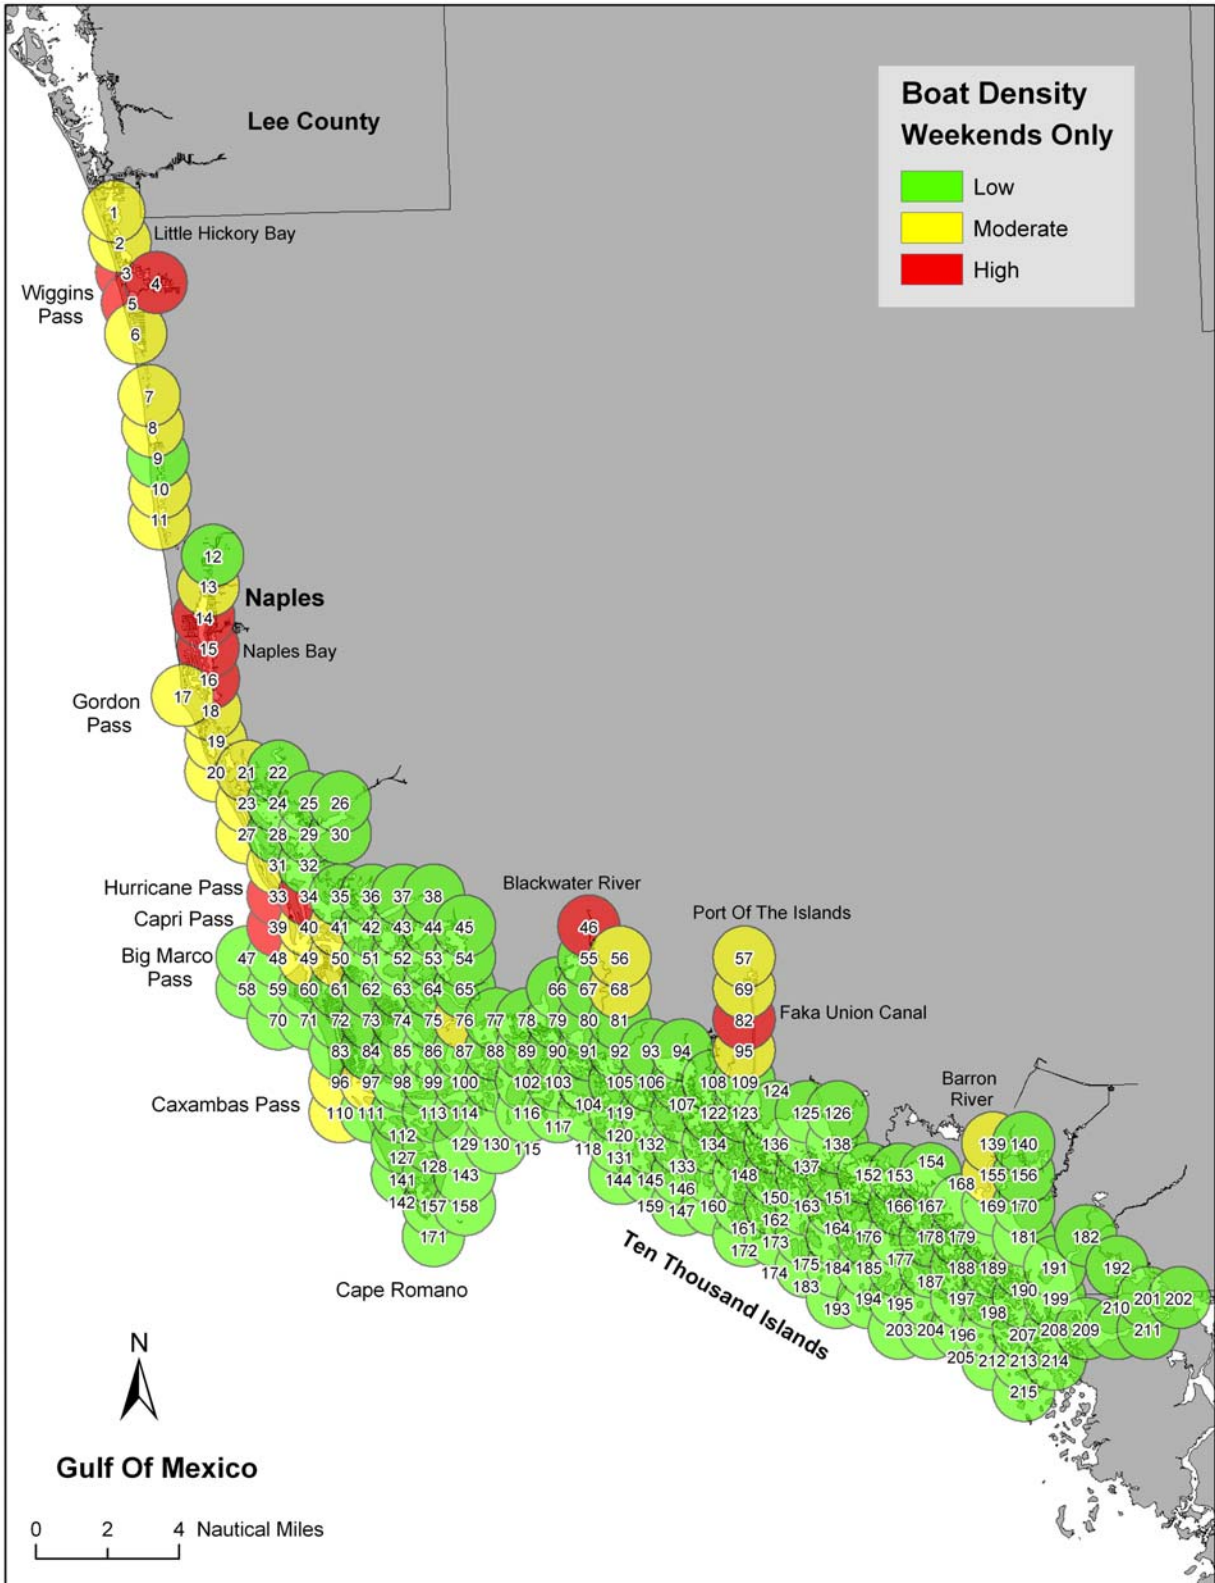 Boat Density
Weekends Only
Low
Moderate
High
Lee County
1
Little Hickory Bay
2
3
4
Wiggins
Pass
5
6
7
8
9
10
11
12
13
Naples
14
15
Naples Bay
16
17
Gordon
Pass
18
19
20 21 22
23 24 25 26
27 28 29 30
31 32
Hurricane Pass
33 34 35 36 37 38
Blackwater River
Port Of The Islands
Capri Pass
39 40 41 42 43 44 45 46
Big Marco
Pass
47 48 49 50 51 52 53 54 55 56 57
58 59 60 61 62 63 64 65 66 67 68 69
70 71 72 73 74 75 76 77 78 79 80 81 82
Faka Union Canal
83 84 85 86 87 88 89 90 91 92 93 94 95
Barron
River
96 97 98 99 100 102 103 105 106 108 109 124
Caxambas Pass
110 111 113 114 116 104 119 107 122 123 125 126
112 129 130 115 117 118 120 132 134 136 138 139 140
127 128 131 133 137 152 153 154 155 156
141 143 144 145 146 148 150 151 168
142 157 158 159 147 160 162 163 166 167 169 170
171 161 164 176 178 179 181 182
172 173 175 177
174 184 185 188 189 191 192
183 187 190
193 194 195 197 198 199 210 201 202
203 204 196 207 208 209 211
205 212 213 214
215
Cape Romano
Ten Thousand Islands
N
Gulf Of Mexico
0 2 4 Nautical Miles